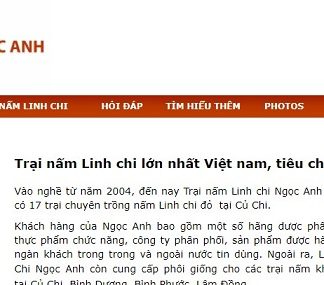 ỌC ANH
NẤM LINH CHI HỎI ĐÁP TÌM HIỂU THÊM PHOTOS
Trại nấm Linh chi lớn nhất Việt nam, tiêu ch
Vào nghề từ năm 2004, đến nay Trại nấm Linh chi Ngọc Anh
có 17 trại chuyên trồng nấm Linh chi đỏ tại Củ Chi.
Khách hàng của Ngọc Anh bao gồm một số hãng dược phẩ
thực phẩm chức năng, công ty phân phối, sản phẩm được hà
ngàn khách trong trong và ngoài nước tin dùng. Ngoài ra, L
Chi Ngọc Anh còn cung cấp phôi giống cho các trại nấm kh
tại Củ Chi, Bình Dương, Bình Phước, Lâm Đồng